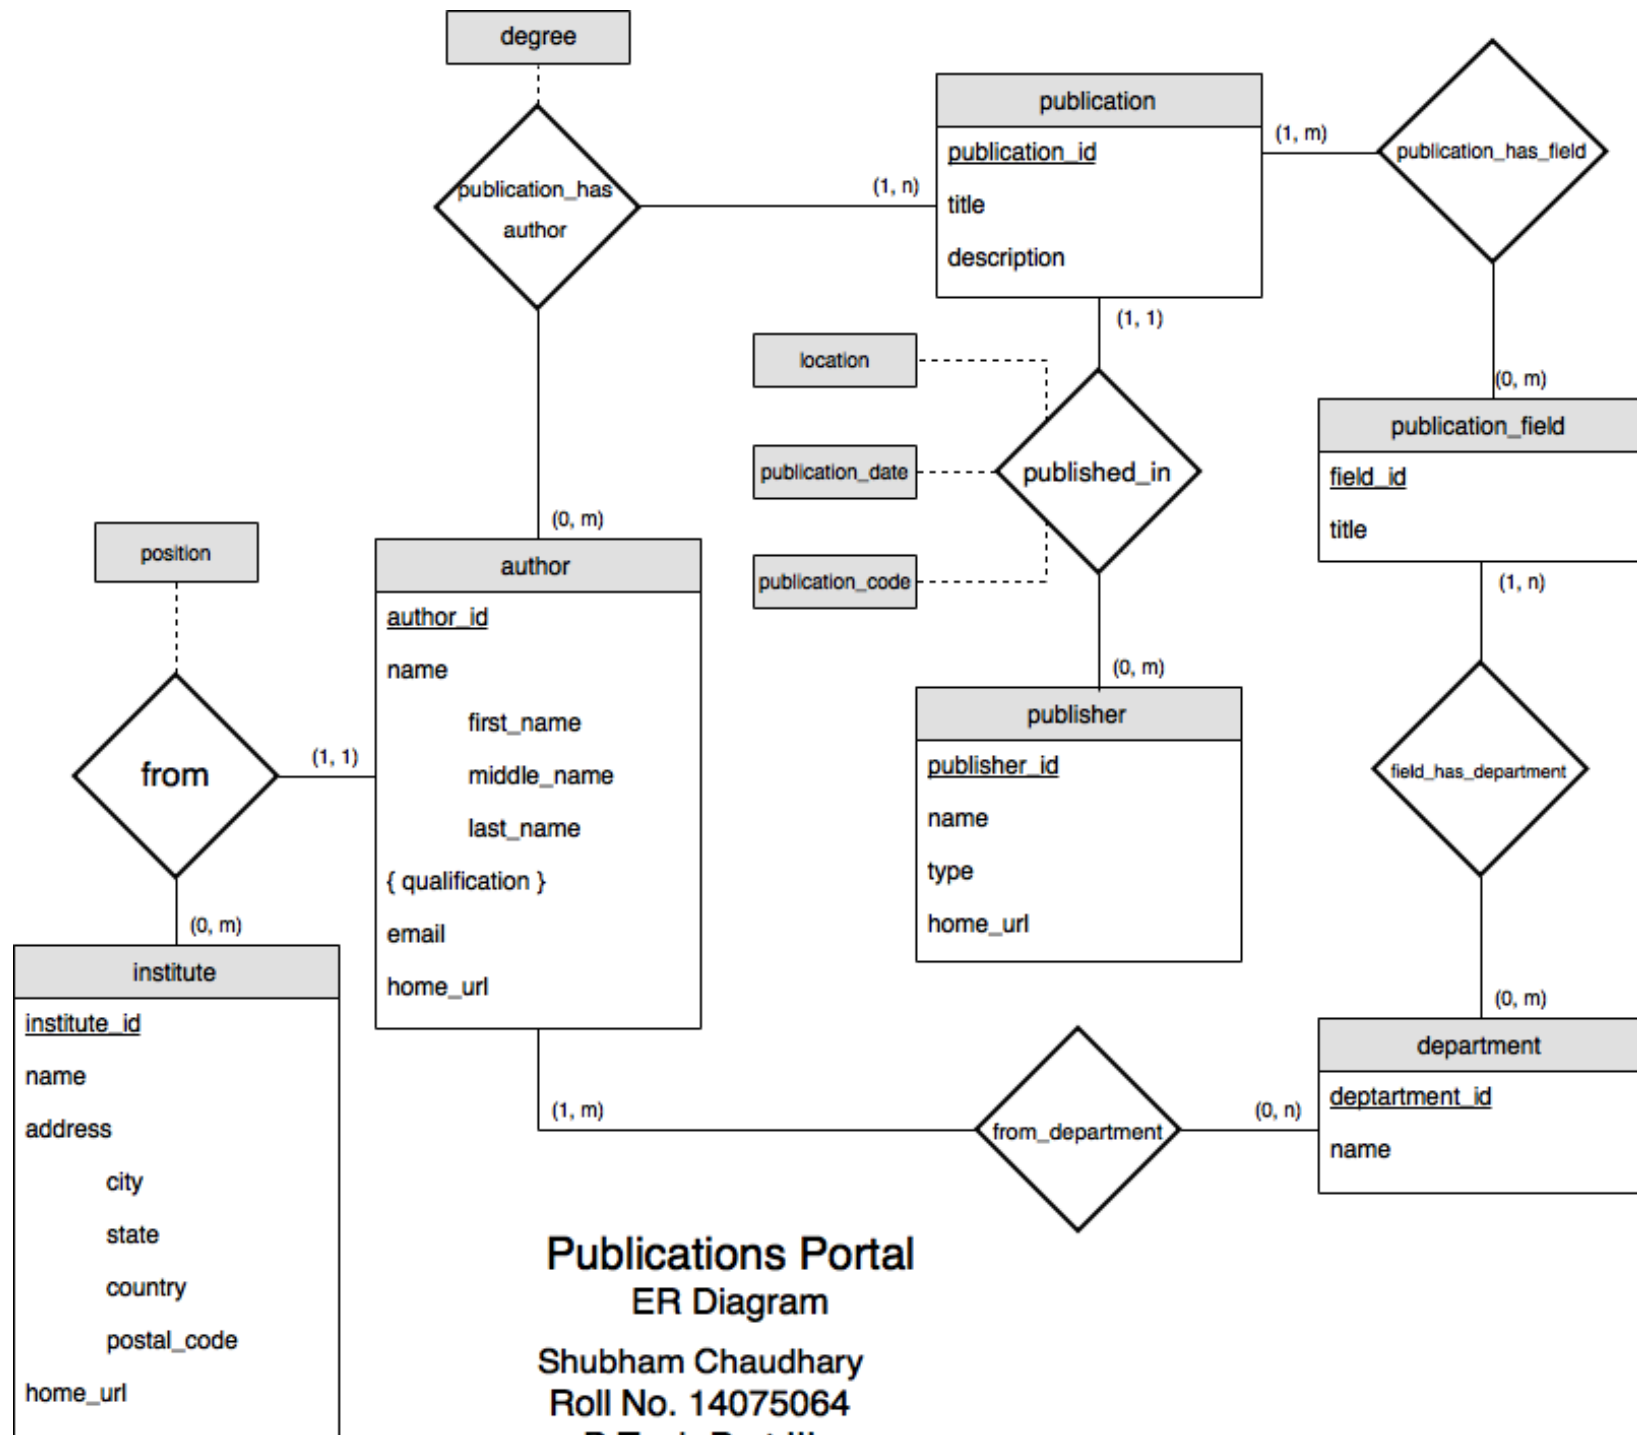 degree
publication_has
author
(1, n)
publication
publication_id
title
description
(1, m)
publication_has_field
(1, 1)
location
publication_date
publication_code
published_in
(0, m)
publication_field
field_id
title
(1, n)
position
(0, m)
author
author_id
name
first_name
middle_name
last_name
{ qualification }
email
home_url
from
(1, 1)
(0, m)
publisher
publisher_id
name
type
home_url
field_has_department
(0, m)
institute
institute_id
name
address
city
state
country
postal_code
home_url
(1, m)
from_department
(0, n)
(0, m)
department
deptartment_id
name
Publications Portal
ER Diagram
Shubham Chaudhary
Roll No. 14075064